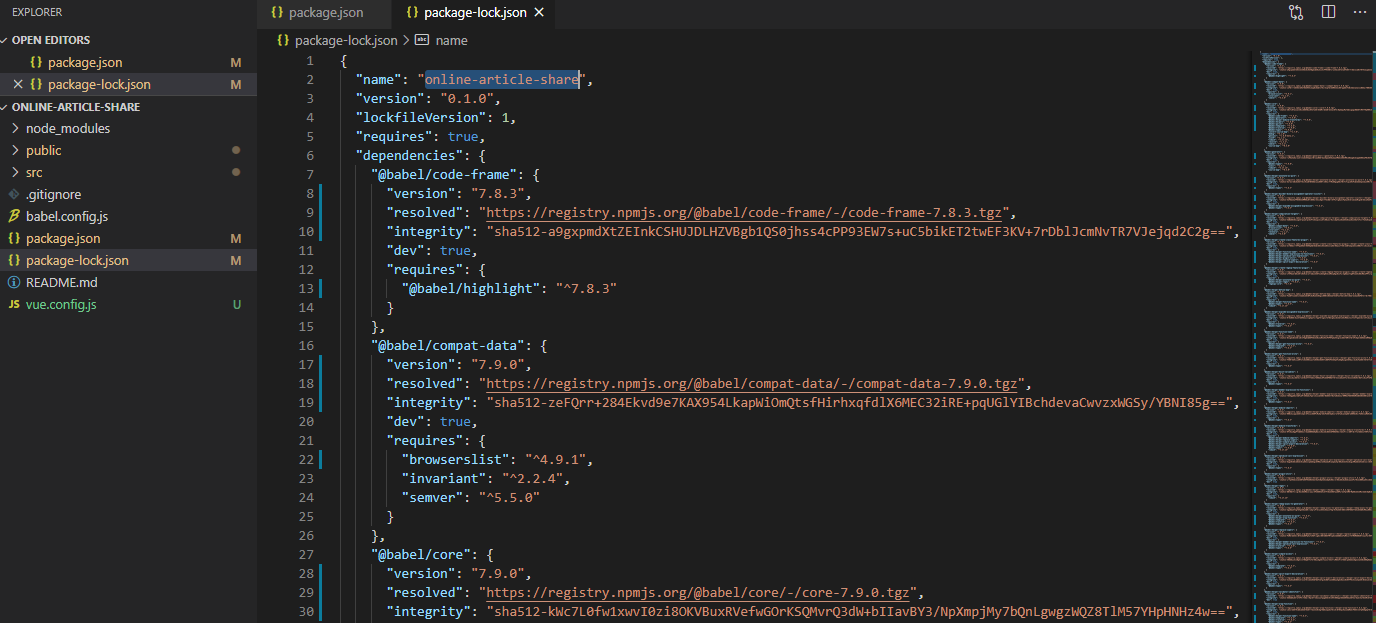 EXPLORER
OPEN EDITORS
{} package.json M
{} package-lock.json M
ONLINE-ARTICLE-SHARE
node_modules
public
src
.gitignore
babel.config.js
{} package.json M
{} package-lock.json M
README.md
JS vue.config.js U
{} package.json {} package-lock.json
{} package-lock.json > abc name
1 {
2 "name": "online-article-share",
3 "version": "0.1.0",
4 "lockfileVersion": 1,
5 "requires": true,
6 "dependencies": {
7 "@babel/code-frame": {
8 "version": "7.8.3",
9 "resolved": "https://registry.npmjs.org/@babel/code-frame/-/code-frame-7.8.3.tgz",
10 "integrity": "sha512-a9gxpmdXtZEInkCSHUJDLHZVBgb1QS0jhss4cPP93EW7s+uC5bikET2twEF3KV+7rDblJcmNvTR7VJejqd2C2g==",
11 "dev": true,
12 "requires": {
13 "@babel/highlight": "^7.8.3"
14 }
15 },
16 "@babel/compat-data": {
17 "version": "7.9.0",
18 "resolved": "https://registry.npmjs.org/@babel/compat-data/-/compat-data-7.9.0.tgz",
19 "integrity": "sha512-zeFQrr+284Ekvd9e7KAX954LkapWiOmQtsfHirhxqfdlX6MEC32iRE+pqUGlYIBchdevaCwvzxWGSy/YBNI85g==",
20 "dev": true,
21 "requires": {
22 "browserslist": "^4.9.1",
23 "invariant": "^2.2.4",
24 "semver": "^5.5.0"
25 }
26 },
27 "@babel/core": {
28 "version": "7.9.0",
29 "resolved": "https://registry.npmjs.org/@babel/core/-/core-7.9.0.tgz",
30 "integrity": "sha512-kWc7L0fw1xwvI0zi8OKVBuxRVefwGOrKSQMvrQ3dW+bIIavBY3/NpXmpjMy7bQnLgwgzWQZ8TlM57YHpHNHz4w==",